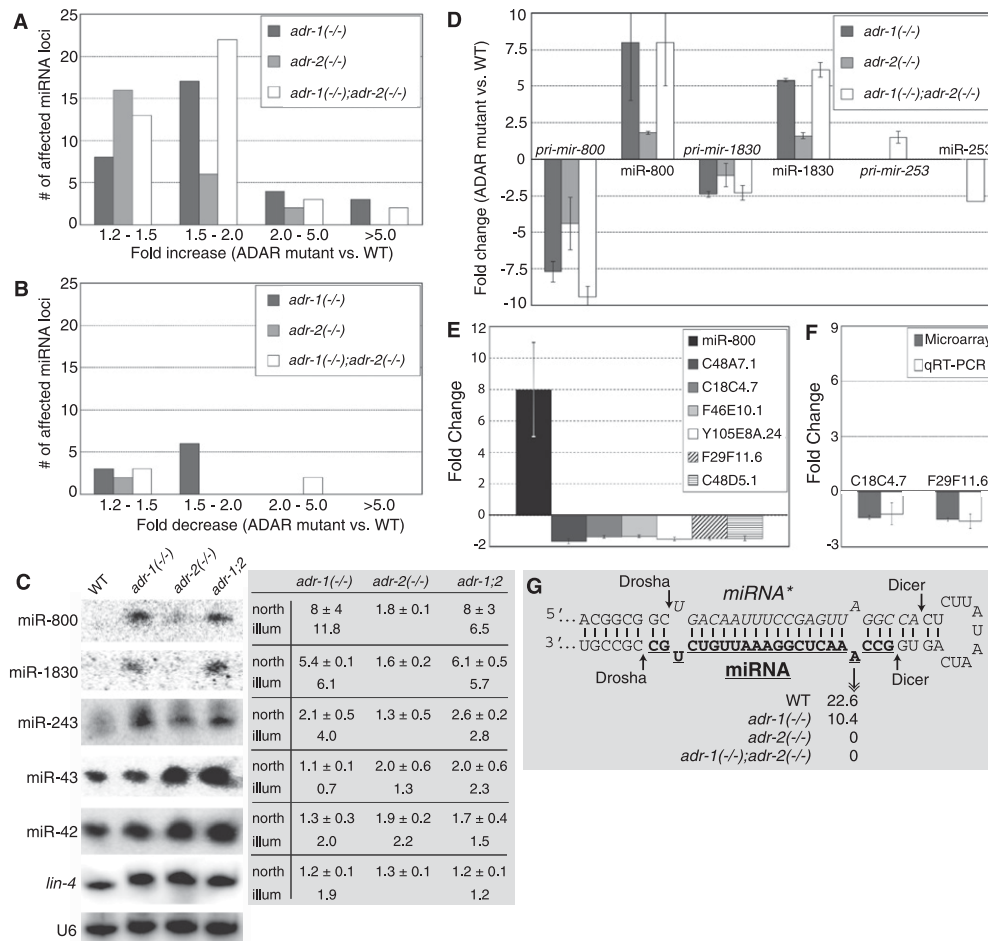 A
25
20
15
10
5
0
# of affected miRNA loci
adr-1(-/-)
adr-2(-/-)
adr-1(-/-);adr-2(-/-)
1.2 - 1.5
1.5 - 2.0
2.0 - 5.0
>5.0
Fold increase (ADAR mutant vs. WT)
B
25
20
15
10
5
0
# of affected miRNA loci
adr-1(-/-)
adr-2(-/-)
adr-1(-/-);adr-2(-/-)
1.2 - 1.5
1.5 - 2.0
2.0 - 5.0
>5.0
Fold decrease (ADAR mutant vs. WT)
C
WT
adr-1(-/-)
adr-2(-/-)
adr-1;2
miR-800
miR-1830
miR-243
miR-43
miR-42
lin-4
U6
adr-1(-/-) adr-2(-/-) adr-1;2
north 8 ± 4 1.8 ± 0.1 8 ± 3
illum 11.8 6.5
north 5.4 ± 0.1 1.6 ± 0.2 6.1 ± 0.5
illum 6.1 5.7
north 2.1 ± 0.5 1.3 ± 0.5 2.6 ± 0.2
illum 4.0 2.8
north 1.1 ± 0.1 2.0 ± 0.6 2.0 ± 0.6
illum 0.7 1.3 2.3
north 1.3 ± 0.3 1.9 ± 0.2 1.7 ± 0.4
illum 2.0 2.2 1.5
north 1.2 ± 0.1 1.3 ± 0.1 1.2 ± 0.1
illum 1.9 1.2
D
10
7.5
5.0
2.5
0
-2.5
-5.0
-7.5
-10
Fold change (ADAR mutant vs. WT)
adr-1(-/-)
adr-2(-/-)
adr-1(-/-);adr-2(-/-)
pri-mir-800
miR-800
pri-mir-1830
miR-1830
pri-mir-253
miR-253
E
12
10
8
6
4
2
0
-2
Fold Change
miR-800
C48A7.1
C18C4.7
F46E10.1
Y105E8A.24
F29F11.6
C48D5.1
F
9
6
3
0
-3
Fold Change
Microarray
qRT-PCR
C18C4.7
F29F11.6
G
Drosha
miRNA*
Dicer
5′... ACGGCG GC U GACAAUUUCCGAGUU A GGC CA CU CUU A U A
3′... UGCCGC CG U CUGUUAAAGGCUCAA A CCG GU GA CUA U A
Drosha
miRNA
Dicer
WT 22.6
adr-1(-/-) 10.4
adr-2(-/-) 0
adr-1(-/-);adr-2(-/-) 0